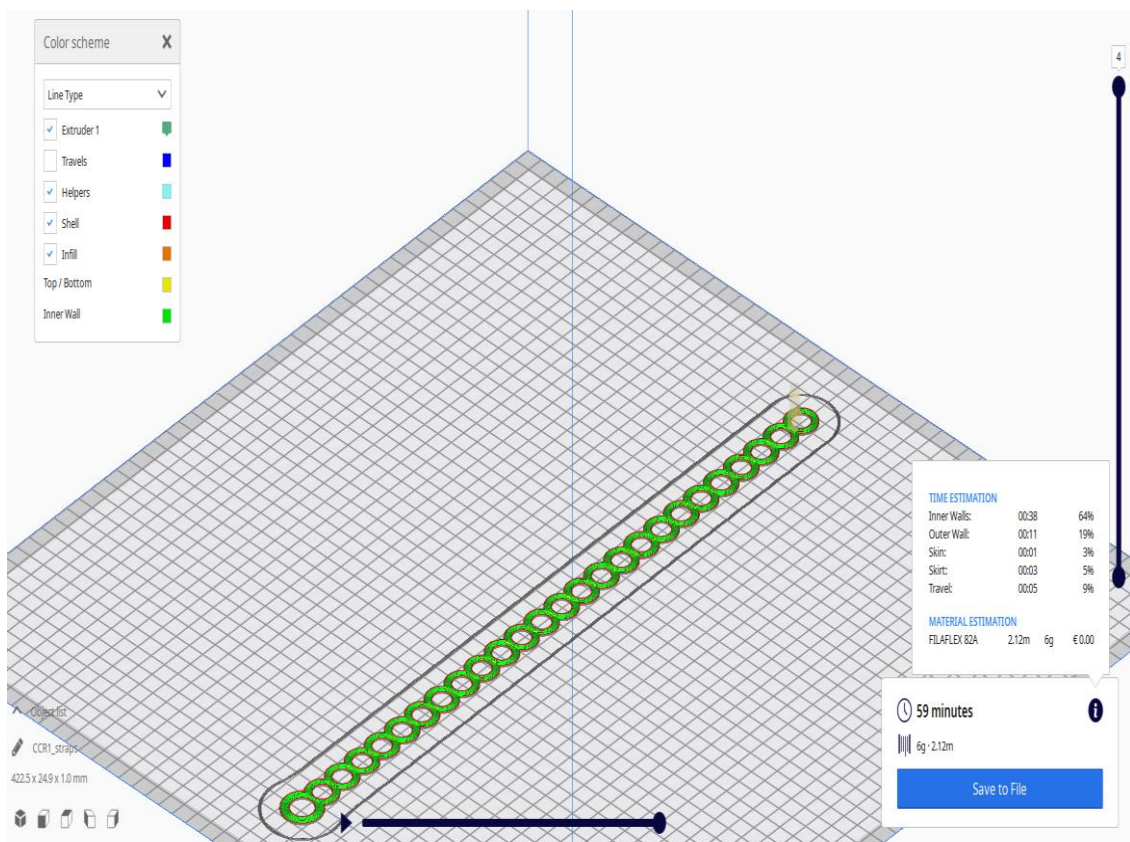 Color scheme X
4
Line Type
Extruder 1
Travels
Helpers
Shell
Infill
Top / Bottom
Inner Wall
TIME ESTIMATION
Inner Walls: 00:38 64%
Outer Wall: 00:11 19%
Skin: 00:01 3%
Skirt: 00:03 5%
Travel: 00:05 9%
MATERIAL ESTIMATION
FILAFLEX 82A 2.12m 6g € 0.00
Object list
CCR1_straps
422.5 x 24.9 x 1.0 mm
59 minutes
6g · 2.12m
Save to File